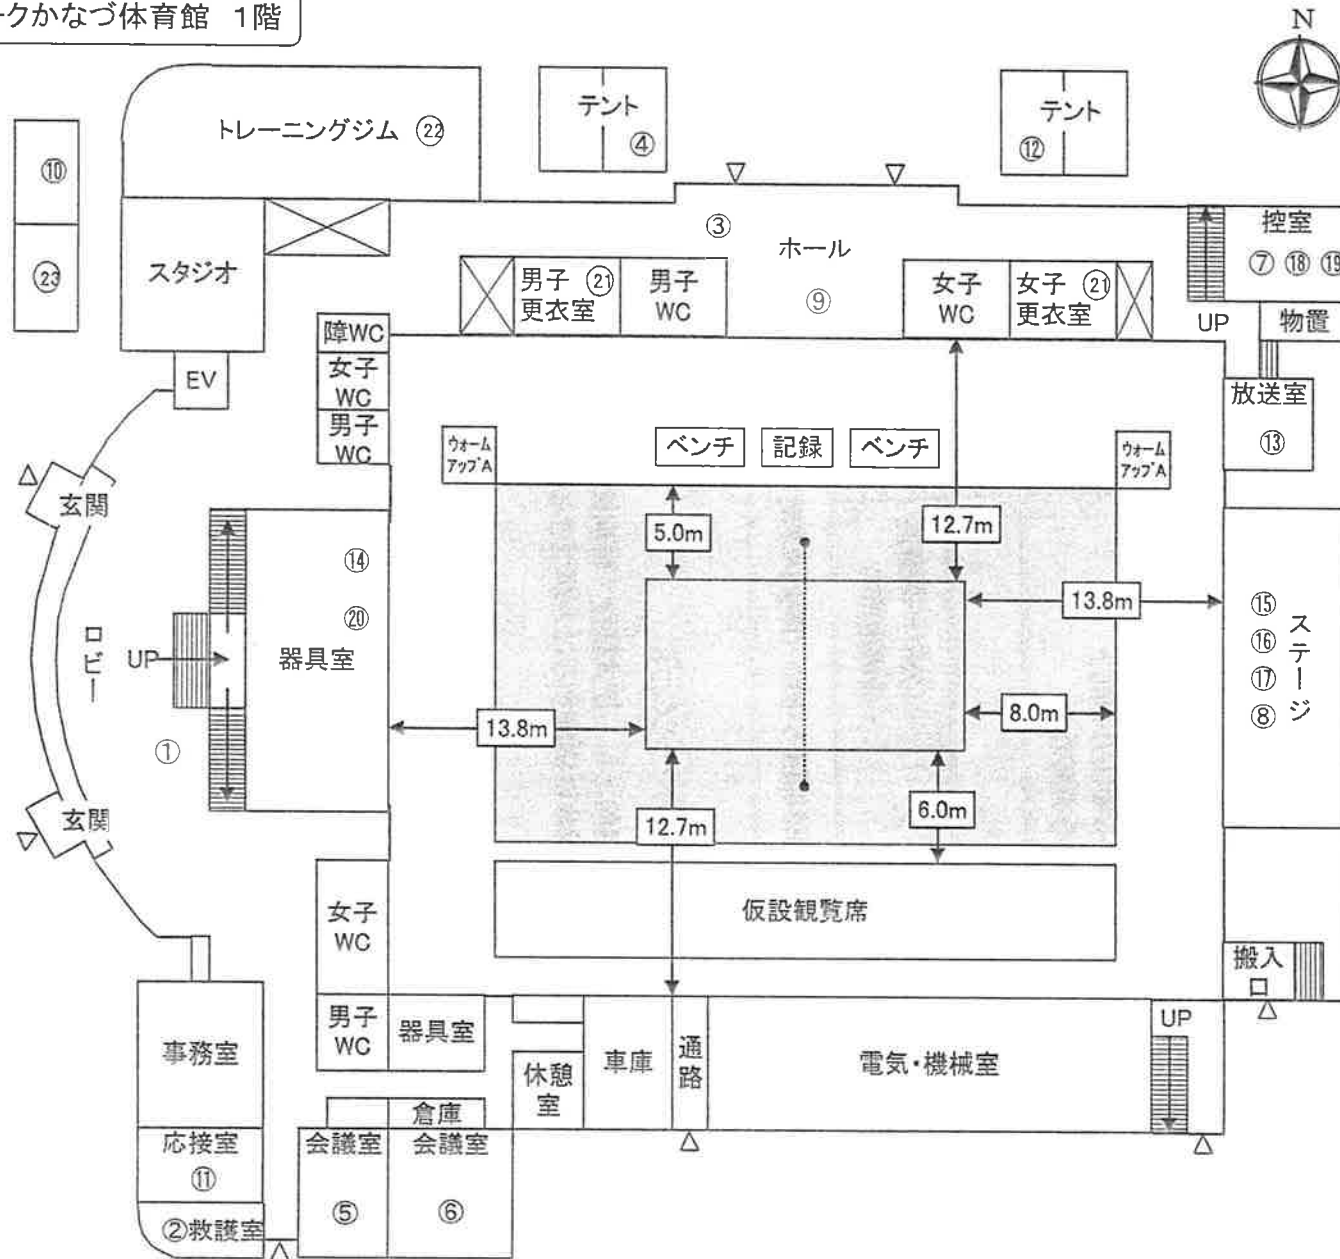 ークかなづ体育館 1階
N
トレーニングジム ㉒
テント
④
テント
⑫
⑩
㉓
スタジオ
③
ホール
⑨
控室
⑦ ⑱ ⑲
男子 ㉑
更衣室
男子
WC
女子
WC
女子 ㉑
更衣室
UP
物置
障WC
女子
WC
男子
WC
EV
放送室
⑬
ウォーム
アップA
ベンチ
記録
ベンチ
ウォーム
アップA
玄関
5.0m
12.7m
⑭
⑳
器具室
13.8m
ロビー
UP
⑮
⑯
⑰
⑧
ステージ
13.8m
8.0m
①
玄関
12.7m
6.0m
仮設観覧席
女子
WC
搬入
口
男子
WC
器具室
事務室
休憩
室
車庫
通路
電気・機械室
UP
倉庫
応接室
⑪
会議室
⑤
会議室
⑥
②救護室